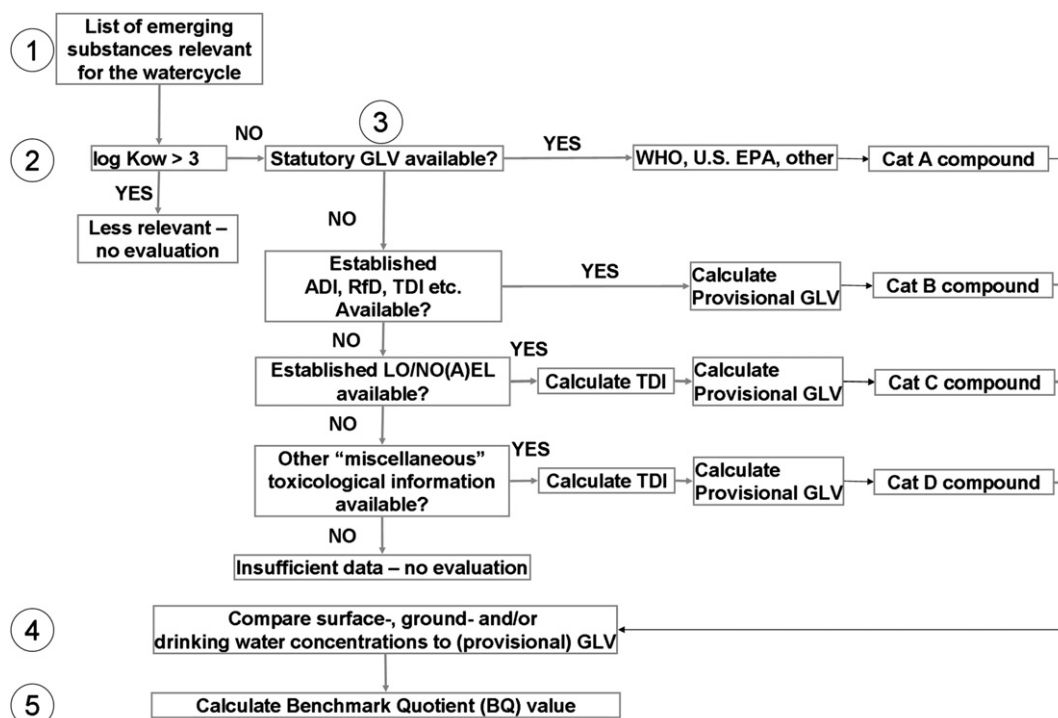 1
List of emerging
substances relevant
for the watercycle
2
log Kow > 3
NO
3
Statutory GLV available?
YES
WHO, U.S. EPA, other
Cat A compound
YES
Less relevant –
no evaluation
NO
Established
ADI, RfD, TDI etc.
Available?
YES
Calculate
Provisional GLV
Cat B compound
NO
Established LO/NO(A)EL
available?
YES
Calculate TDI
Calculate
Provisional GLV
Cat C compound
NO
Other “miscellaneous”
toxicological information
available?
YES
Calculate TDI
Calculate
Provisional GLV
Cat D compound
NO
Insufficient data – no evaluation
4
Compare surface-, ground- and/or
drinking water concentrations to (provisional) GLV
5
Calculate Benchmark Quotient (BQ) value